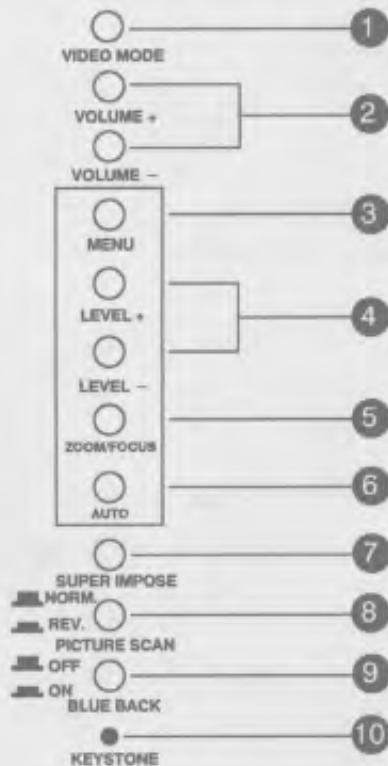 1
VIDEO MODE
VOLUME +
2
VOLUME −
3
MENU
LEVEL +
4
LEVEL −
5
ZOOM/FOCUS
6
AUTO
7
SUPER IMPOSE
NORM.
8
REV.
PICTURE SCAN
OFF
9
ON
BLUE BACK
10
KEYSTONE